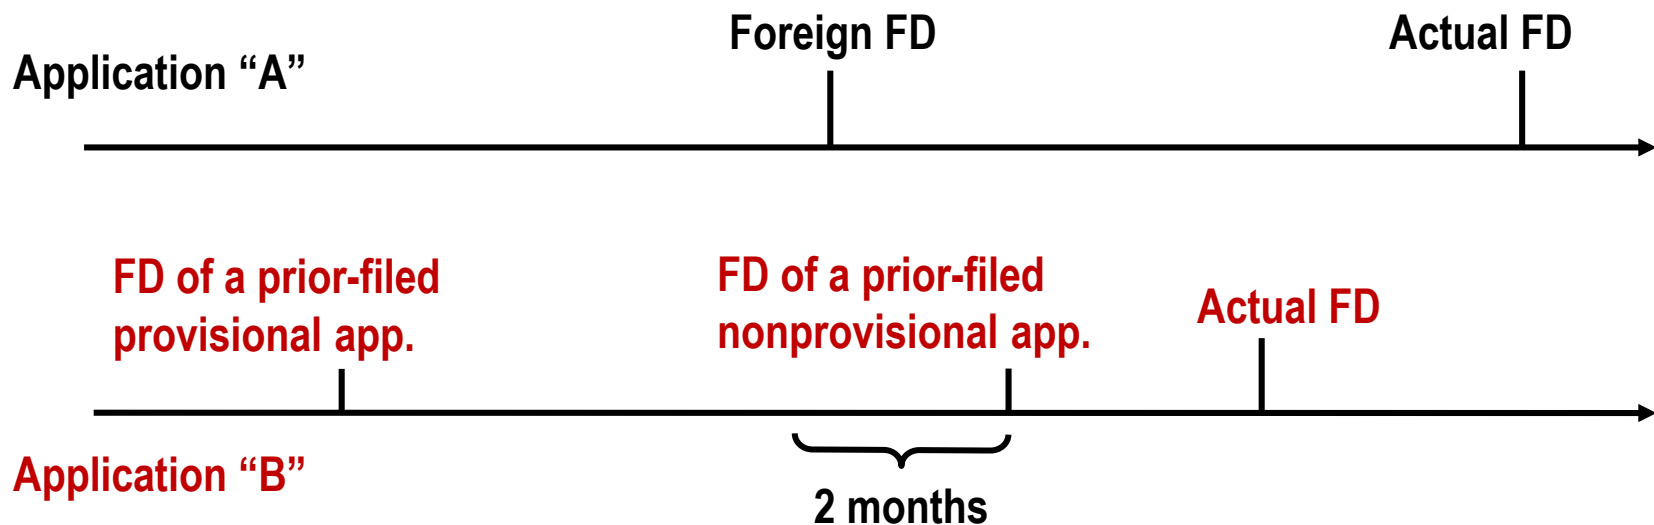 Foreign FD
Actual FD
Application “A”
FD of a prior-filed
provisional app.
FD of a prior-filed
nonprovisional app.
Actual FD
Application “B”
2 months